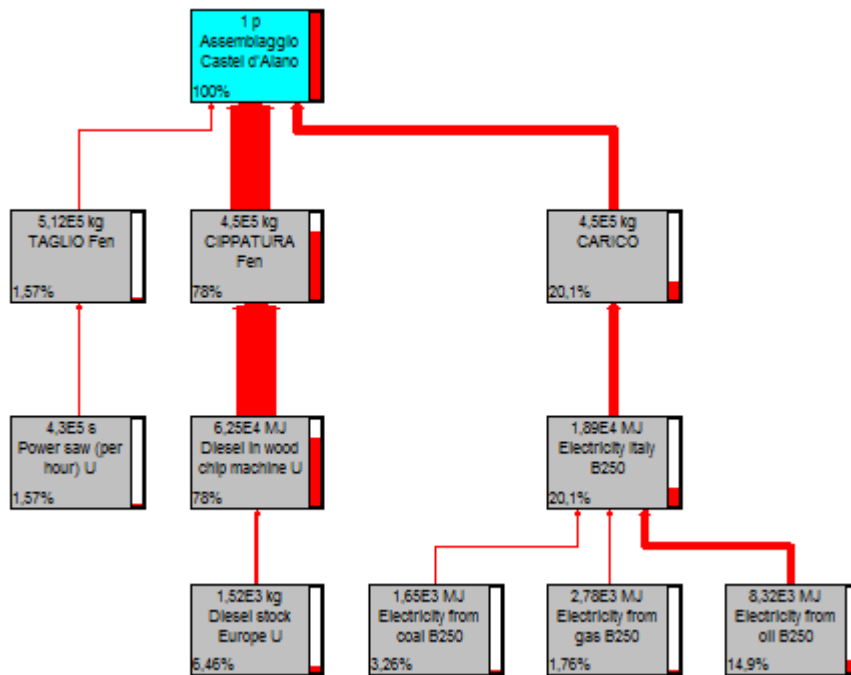 1 p
Assemblaggio
Castel d'Aiano
100%
5,12E5 kg
TAGLIO Fen
1,57%
4,5E5 kg
CIPPATURA
Fen
78%
4,5E5 kg
CARICO
20,1%
4,3E5 s
Power saw (per
hour) U
1,57%
6,25E4 MJ
Diesel in wood
chip machine U
78%
1,89E4 MJ
Electricity Italy
B250
20,1%
1,52E3 kg
Diesel stock
Europe U
6,46%
1,65E3 MJ
Electricity from
coal B250
3,26%
2,78E3 MJ
Electricity from
gas B250
1,76%
8,32E3 MJ
Electricity from
oil B250
14,9%